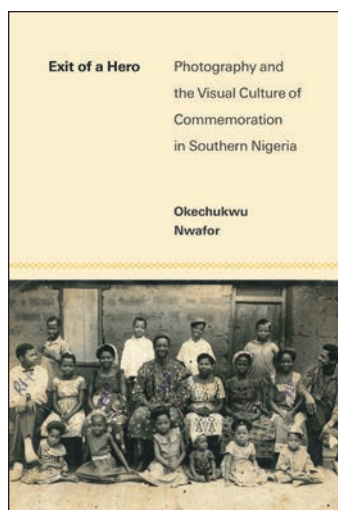 Exit of a Hero
Photography and
the Visual Culture of
Commemoration
in Southern Nigeria
Okechukwu
Nwafor